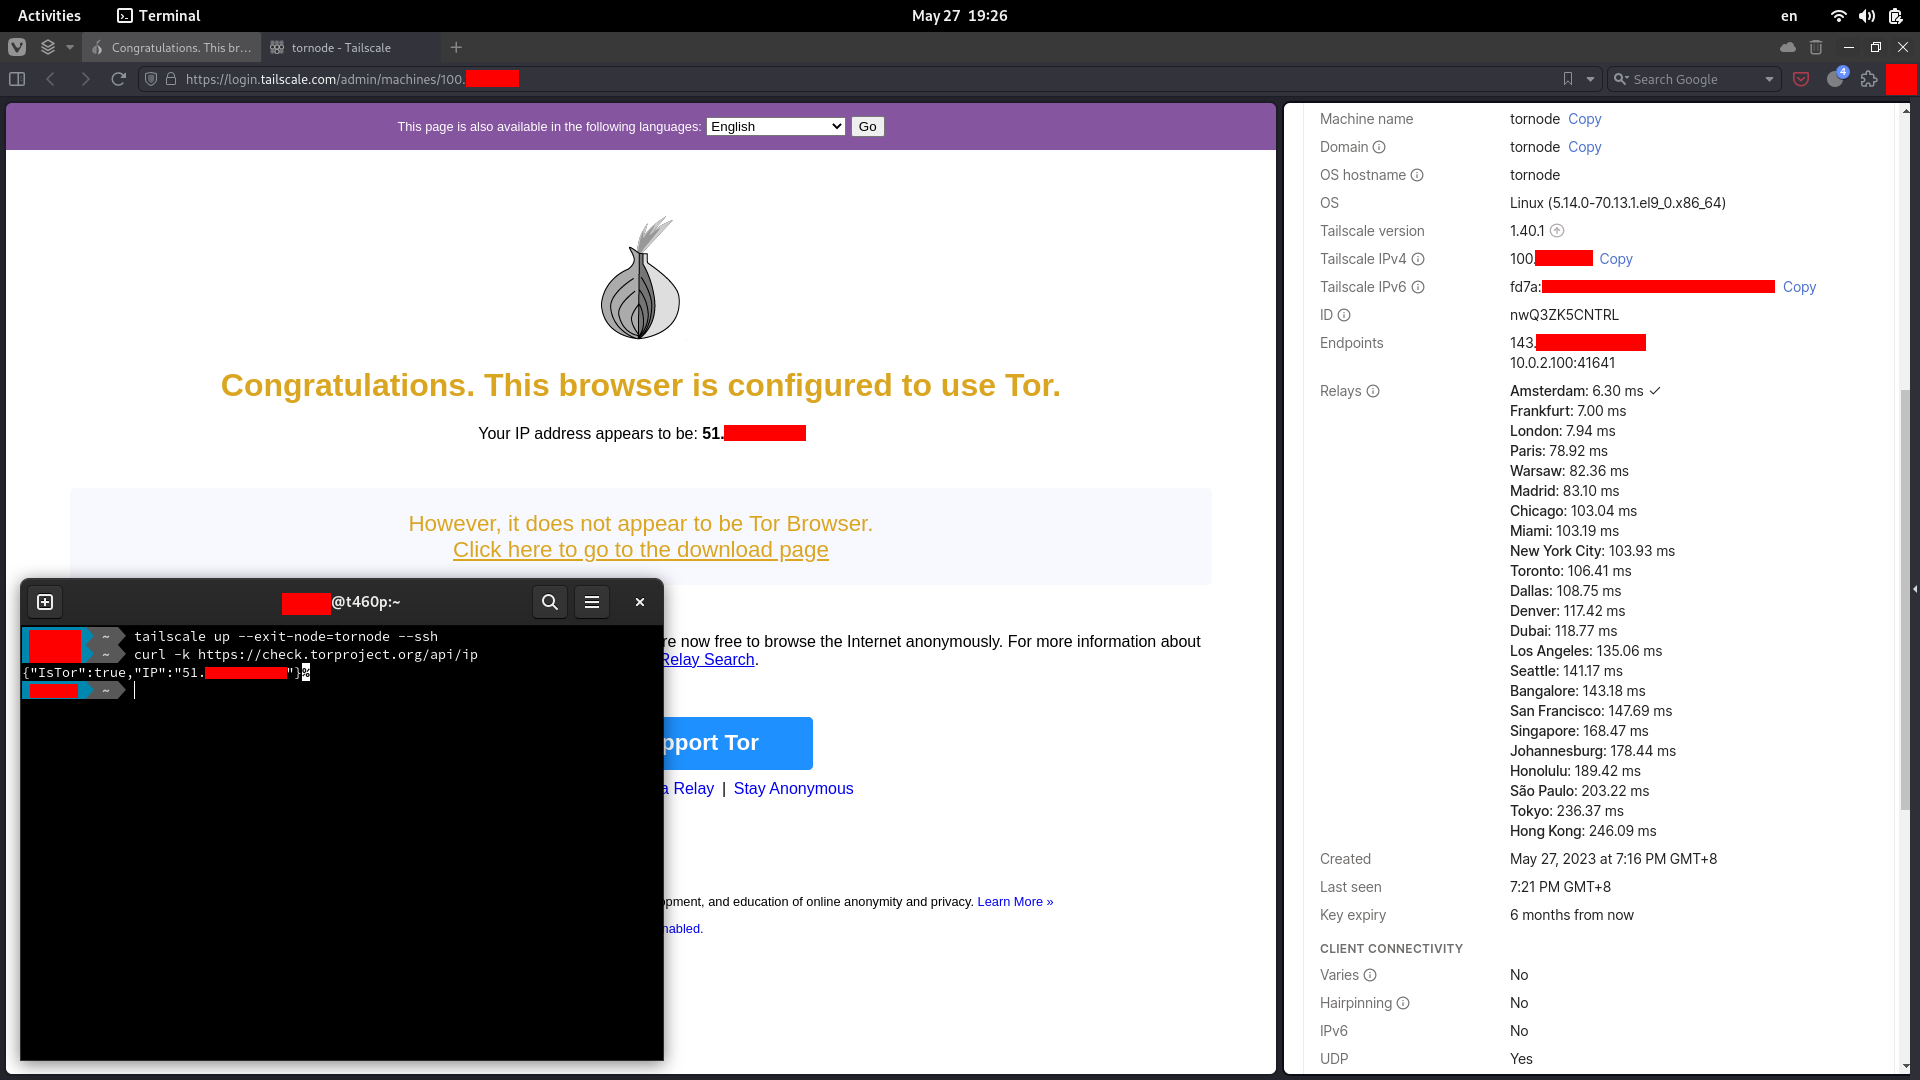 Activities Terminal May 27 19:26 en
Congratulations. This br... tornode - Tailscale
https://login.tailscale.com/admin/machines/100. Search Google 4
This page is also available in the following languages: English Go
Congratulations. This browser is configured to use Tor.
Your IP address appears to be: 51.
However, it does not appear to be Tor Browser.
Click here to go to the download page
re now free to browse the Internet anonymously. For more information about
Relay Search.
pport Tor
a Relay | Stay Anonymous
opment, and education of online anonymity and privacy. Learn More »
nabled.
@t460p:~
~ tailscale up --exit-node=tornode --ssh
~ curl -k https://check.torproject.org/api/ip
{"IsTor":true,"IP":"51."}%
~
Machine name tornode Copy
Domain tornode Copy
OS hostname tornode
OS Linux (5.14.0-70.13.1.el9_0.x86_64)
Tailscale version 1.40.1
Tailscale IPv4 100. Copy
Tailscale IPv6 fd7a: Copy
ID nwQ3ZK5CNTRL
Endpoints 143.
10.0.2.100:41641
Relays Amsterdam: 6.30 ms ✓
Frankfurt: 7.00 ms
London: 7.94 ms
Paris: 78.92 ms
Warsaw: 82.36 ms
Madrid: 83.10 ms
Chicago: 103.04 ms
Miami: 103.19 ms
New York City: 103.93 ms
Toronto: 106.41 ms
Dallas: 108.75 ms
Denver: 117.42 ms
Dubai: 118.77 ms
Los Angeles: 135.06 ms
Seattle: 141.17 ms
Bangalore: 143.18 ms
San Francisco: 147.69 ms
Singapore: 168.47 ms
Johannesburg: 178.44 ms
Honolulu: 189.42 ms
São Paulo: 203.22 ms
Tokyo: 236.37 ms
Hong Kong: 246.09 ms
Created May 27, 2023 at 7:16 PM GMT+8
Last seen 7:21 PM GMT+8
Key expiry 6 months from now
CLIENT CONNECTIVITY
Varies No
Hairpinning No
IPv6 No
UDP Yes